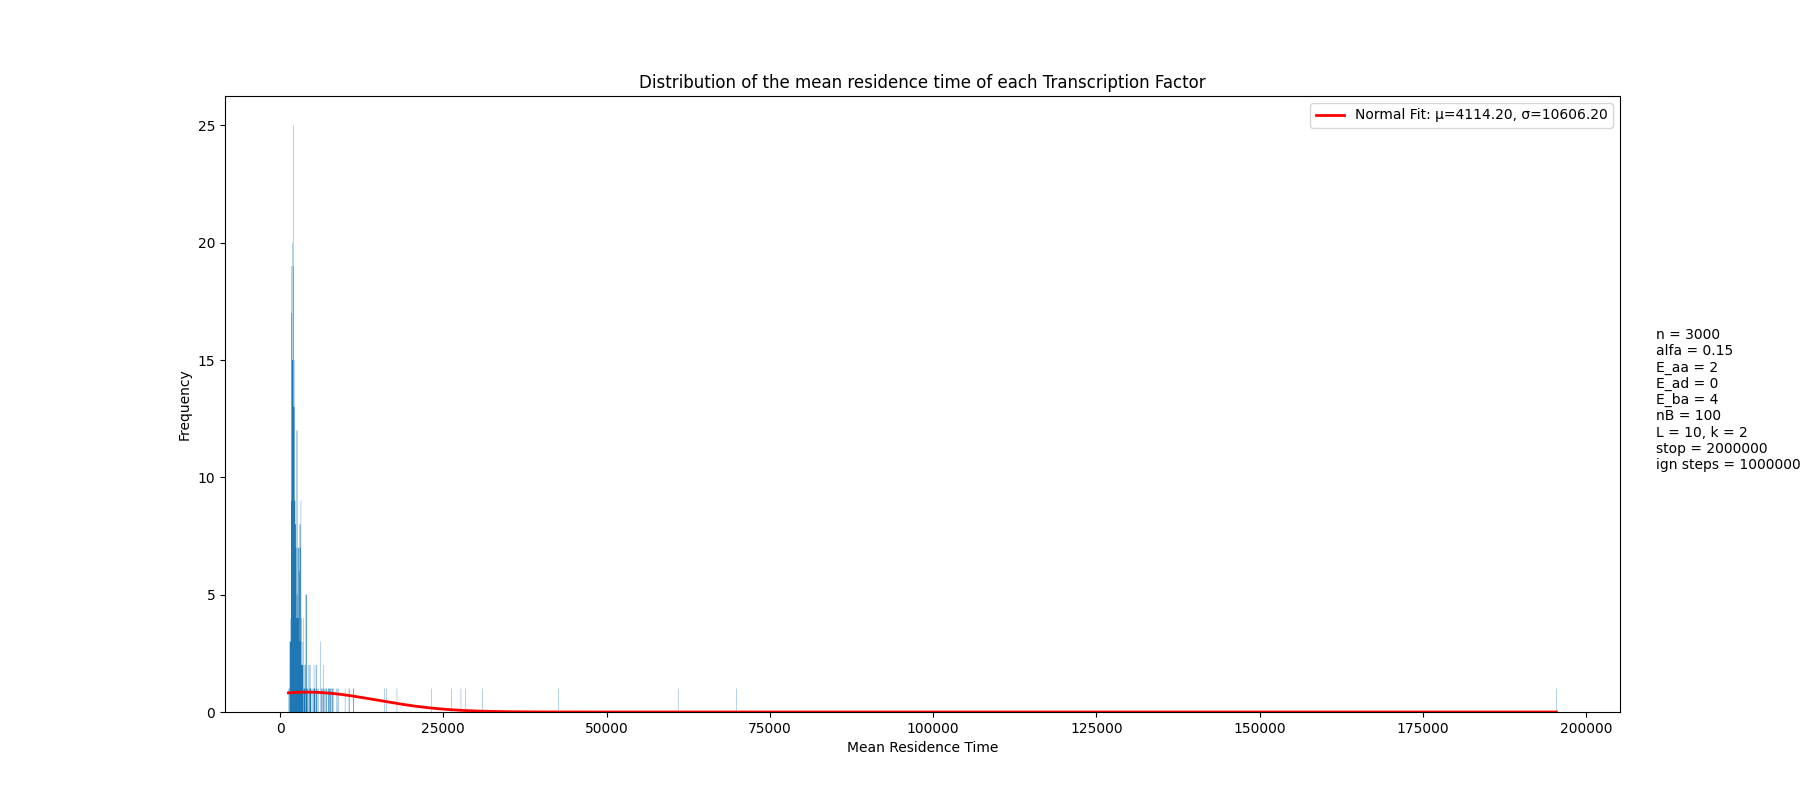 Distribution of the mean residence time of each Transcription Factor
Normal Fit: μ=4114.20, σ=10606.20
25
20
15
10
5
0
Frequency
0 25000 50000 75000 100000 125000 150000 175000 200000
Mean Residence Time
n = 3000
alfa = 0.15
E_aa = 2
E_ad = 0
E_ba = 4
nB = 100
L = 10, k = 2
stop = 2000000
ign steps = 1000000